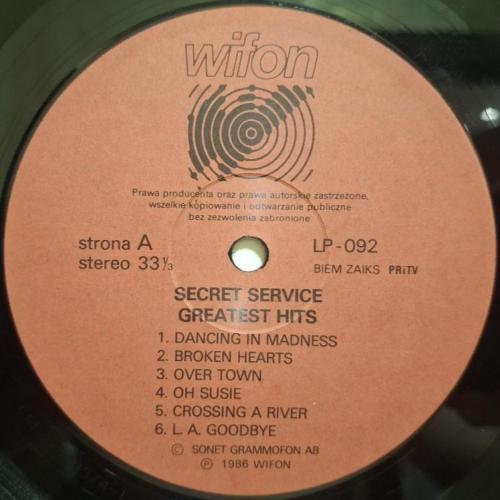 wifon
Prawa producenta oraz prawa autorskie zastrzeżone,
wszelkie kopiowanie i odtwarzanie publiczne
bez zezwolenia zabronione
strona A
LP-092
stereo 33⅓
BIEM ZAIKS PRiTV
SECRET SERVICE
GREATEST HITS
1. DANCING IN MADNESS
2. BROKEN HEARTS
3. OVER TOWN
4. OH SUSIE
5. CROSSING A RIVER
6. L. A. GOODBYE
© SONET GRAMMOFON AB
℗ 1986 WIFON